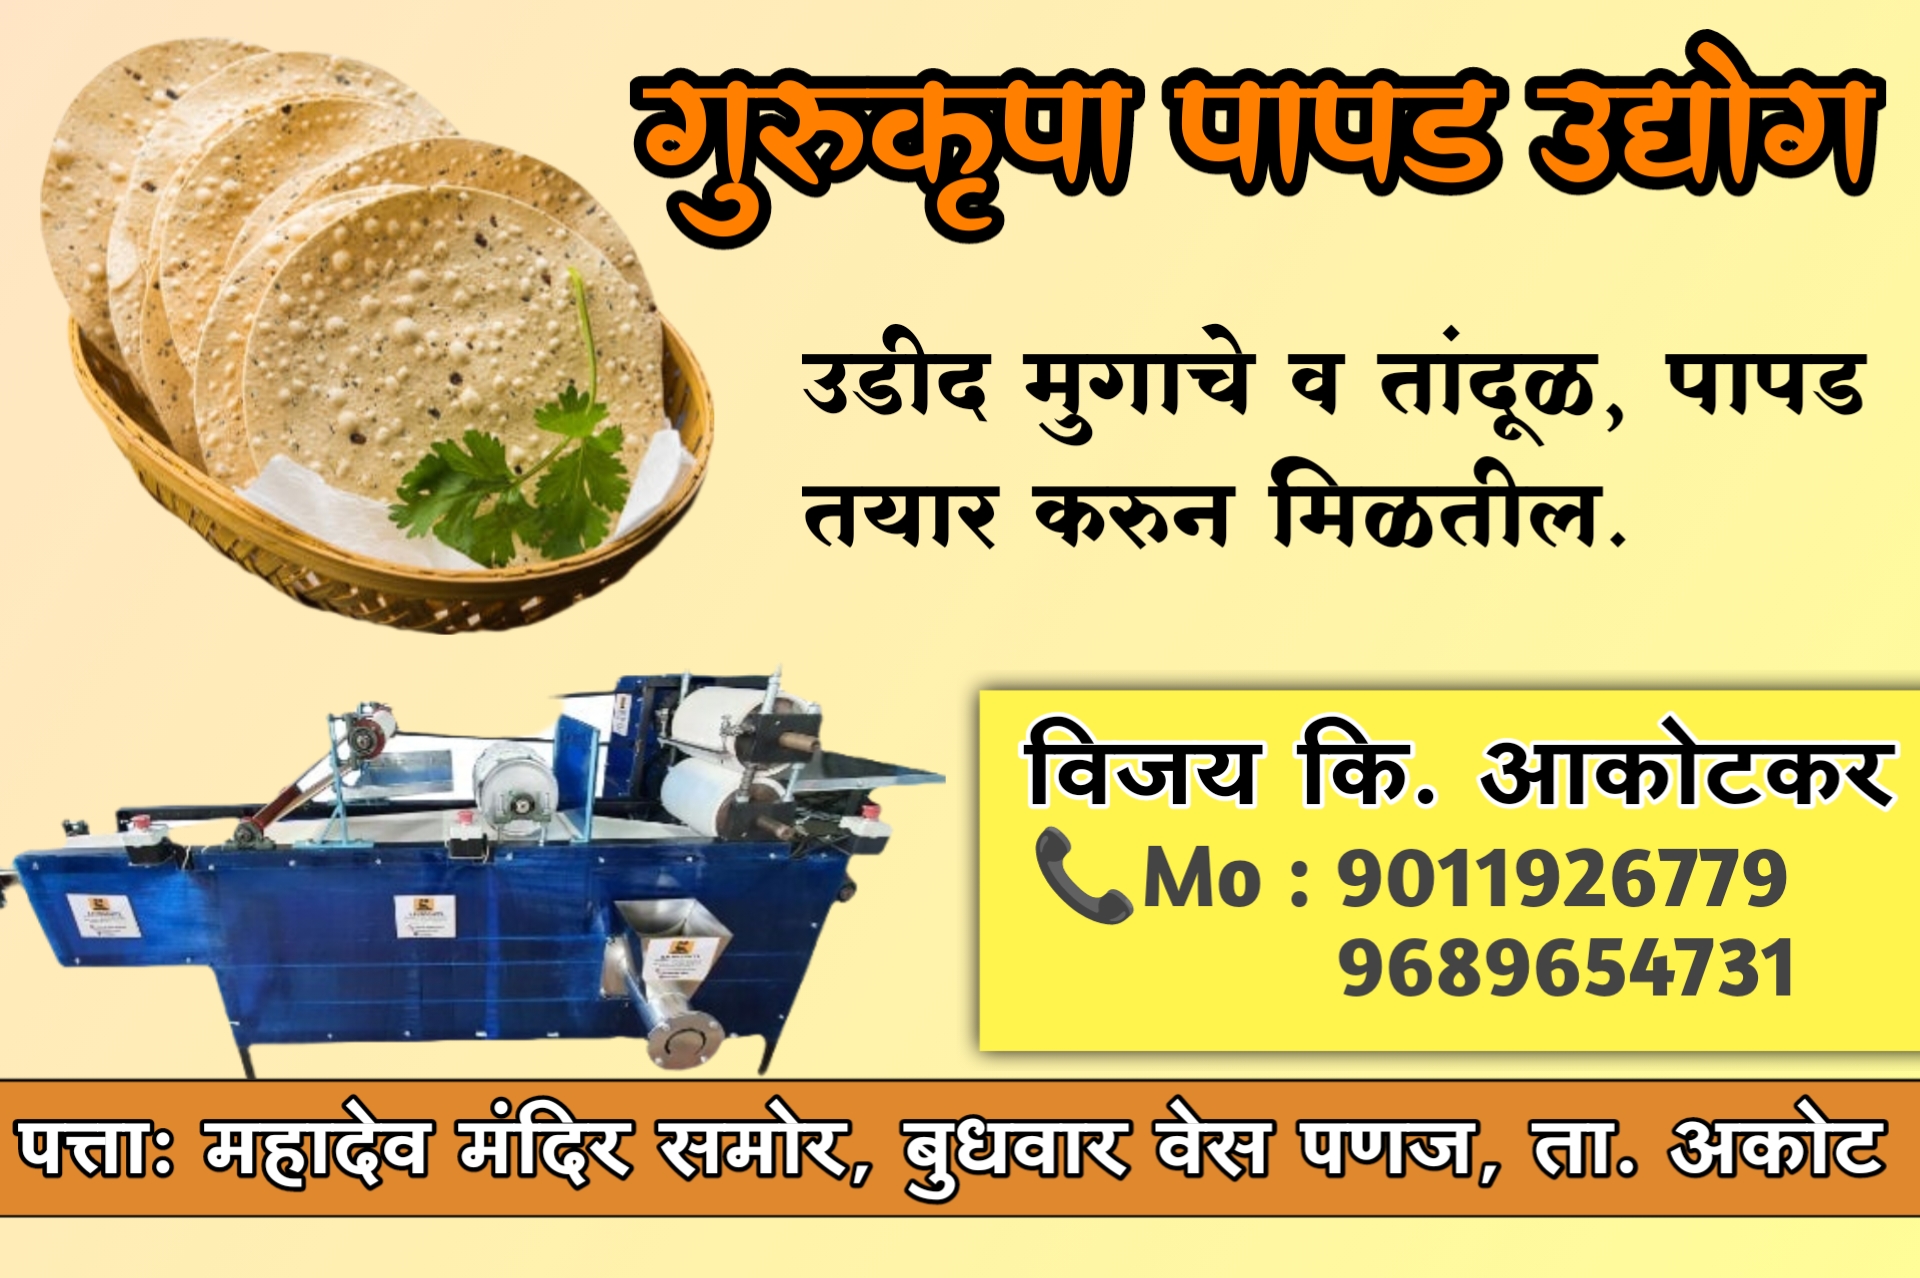 गुरुकृपा पापड उद्योग
उडीद मुगाचे व तांदूळ, पापड
तयार करुन मिळतील.
विजय कि. आकोटकर
Mo : 9011926779
9689654731
पत्ता: महादेव मंदिर समोर, बुधवार वेस पणज, ता. अकोट